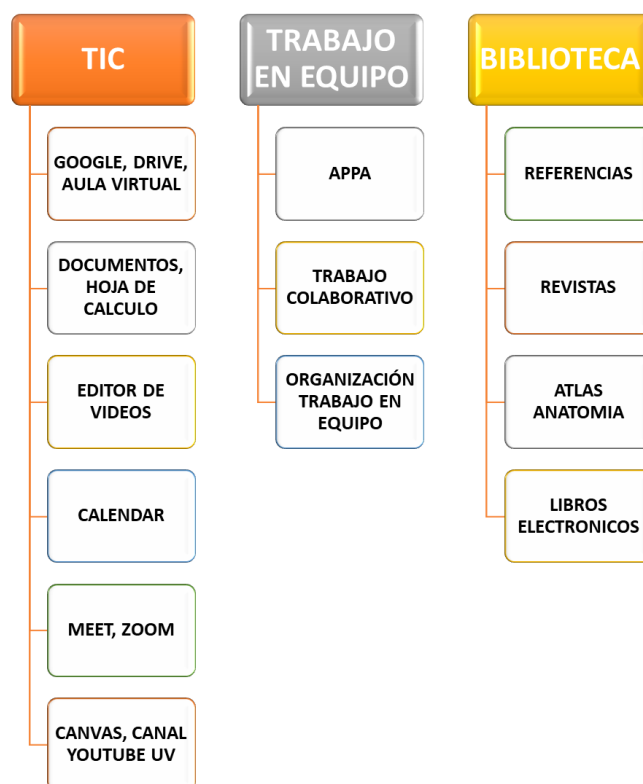 TIC
GOOGLE, DRIVE,
AULA VIRTUAL
DOCUMENTOS,
HOJA DE
CALCULO
EDITOR DE
VIDEOS
CALENDAR
MEET, ZOOM
CANVAS, CANAL
YOUTUBE UV
TRABAJO
EN EQUIPO
APPA
TRABAJO
COLABORATIVO
ORGANIZACIÓN
TRABAJO EN
EQUIPO
BIBLIOTECA
REFERENCIAS
REVISTAS
ATLAS
ANATOMIA
LIBROS
ELECTRONICOS